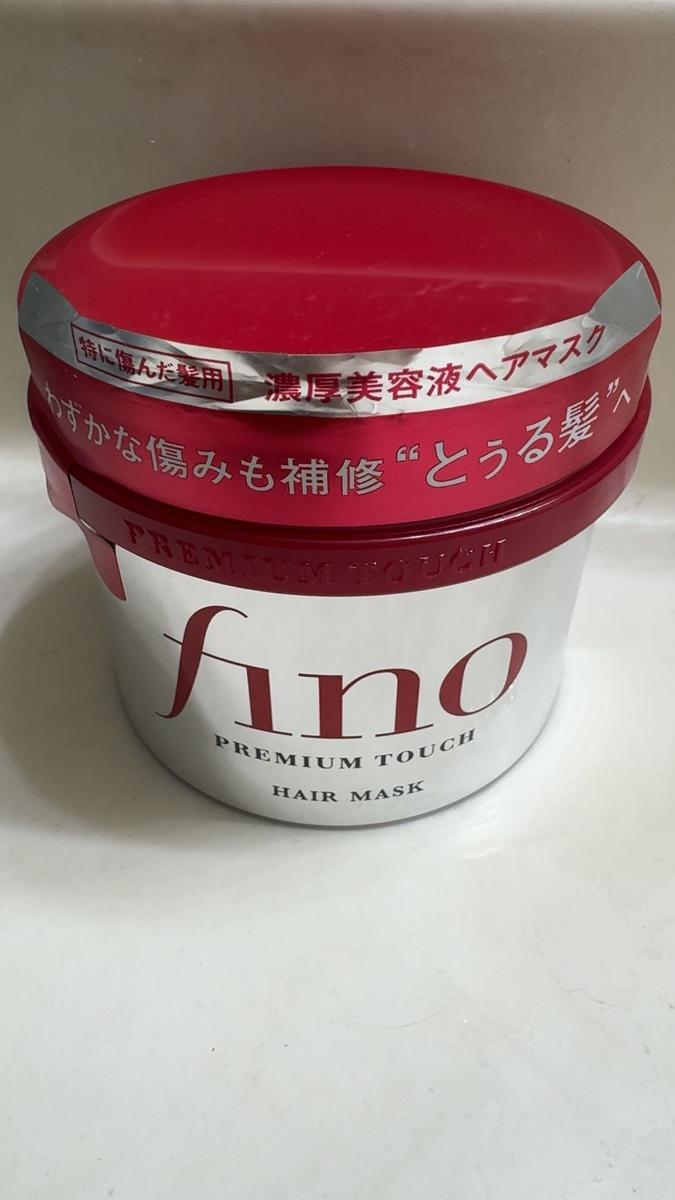 特に傷んだ髪用 濃厚美容液ヘアマスク
わずかな傷みも補修“とぅる髪”へ
PREMIUM TOUCH
fino
PREMIUM TOUCH
HAIR MASK